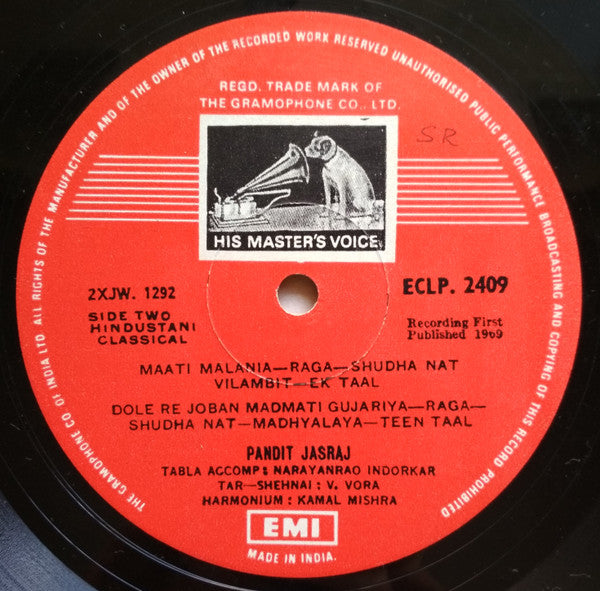 THE GRAMOPHONE CO OF INDIA LTD. ALL RIGHTS OF THE MANUFACTURER AND OF THE OWNER OF THE RECORDED WORK RESERVED UNAUTHORISED PUBLIC PERFORMANCE BROADCASTING AND COPYING OF THIS RECORD PROHIBITED
REGD. TRADE MARK OF
THE GRAMOPHONE CO., LTD.
SR
HIS MASTER'S VOICE
2XJW. 1292
ECLP. 2409
SIDE TWO
HINDUSTANI
CLASSICAL
Recording First
Published 1969
MAATI MALANIA—RAGA—SHUDHA NAT
VILAMBIT—EK TAAL
DOLE RE JOBAN MADMATI GUJARIYA—RAGA—
SHUDHA NAT—MADHYALAYA—TEEN TAAL
PANDIT JASRAJ
TABLA ACCOMP: NARAYANRAO INDORKAR
TAR—SHEHNAI: V. VORA
HARMONIUM: KAMAL MISHRA
EMI
MADE IN INDIA.